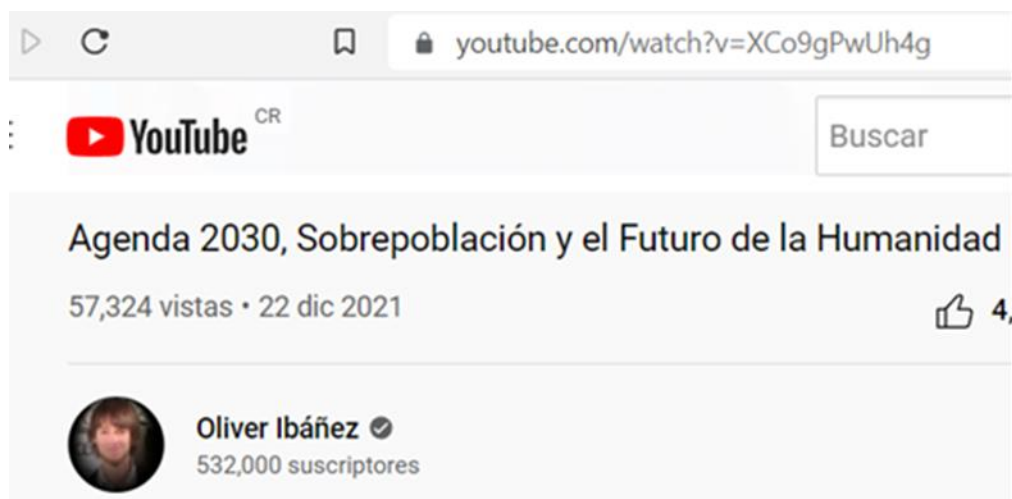 youtube.com/watch?v=XCo9gPwUh4g
YouTube CR
Buscar
Agenda 2030, Sobrepoblación y el Futuro de la Humanidad
57,324 vistas • 22 dic 2021
4,
Oliver Ibáñez
532,000 suscriptores